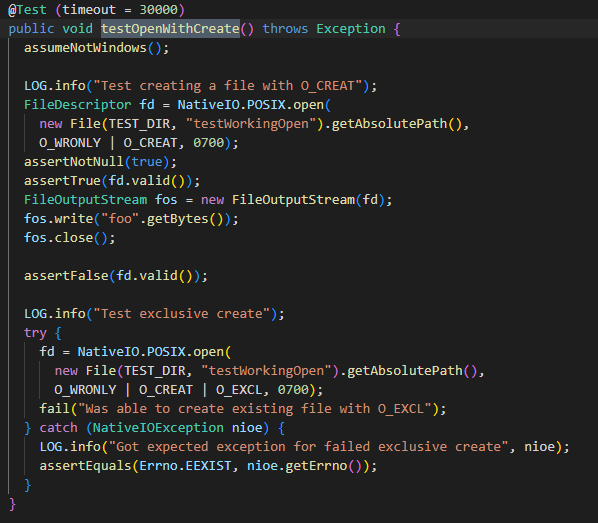 @Test (timeout = 30000)
public void testOpenWithCreate() throws Exception {
  assumeNotWindows();

  LOG.info("Test creating a file with O_CREAT");
  FileDescriptor fd = NativeIO.POSIX.open(
    new File(TEST_DIR, "testWorkingOpen").getAbsolutePath(),
    O_WRONLY | O_CREAT, 0700);
  assertNotNull(true);
  assertTrue(fd.valid());
  FileOutputStream fos = new FileOutputStream(fd);
  fos.write("foo".getBytes());
  fos.close();

  assertFalse(fd.valid());

  LOG.info("Test exclusive create");
  try {
    fd = NativeIO.POSIX.open(
      new File(TEST_DIR, "testWorkingOpen").getAbsolutePath(),
      O_WRONLY | O_CREAT | O_EXCL, 0700);
    fail("Was able to create existing file with O_EXCL");
  } catch (NativeIOException nioe) {
    LOG.info("Got expected exception for failed exclusive create", nioe);
    assertEquals(Errno.EEXIST, nioe.getErrno());
  }
}